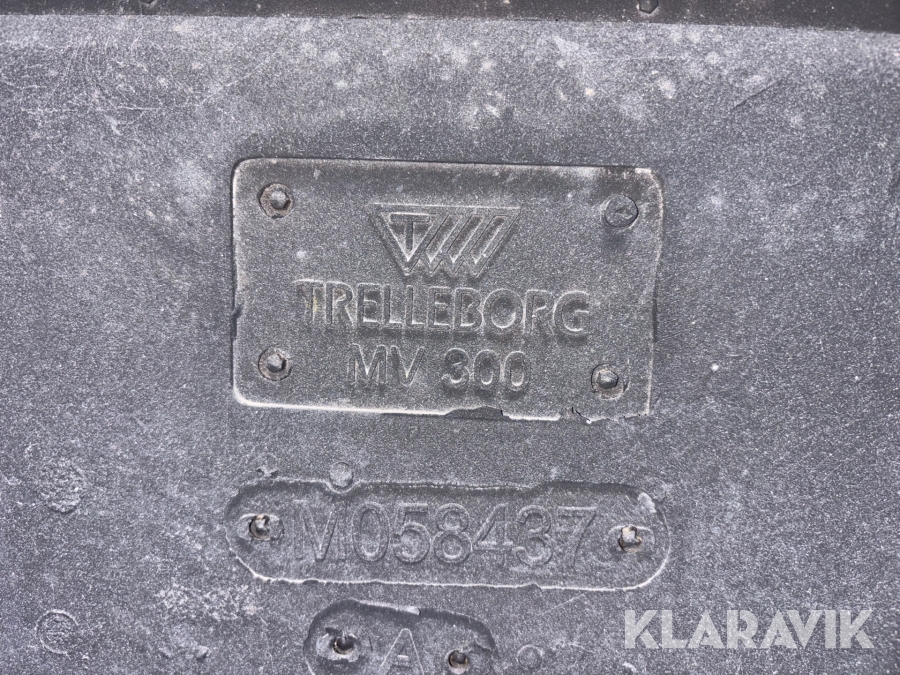 T
TRELLEBORG
MV 300
M058437
A
KLARAVIK